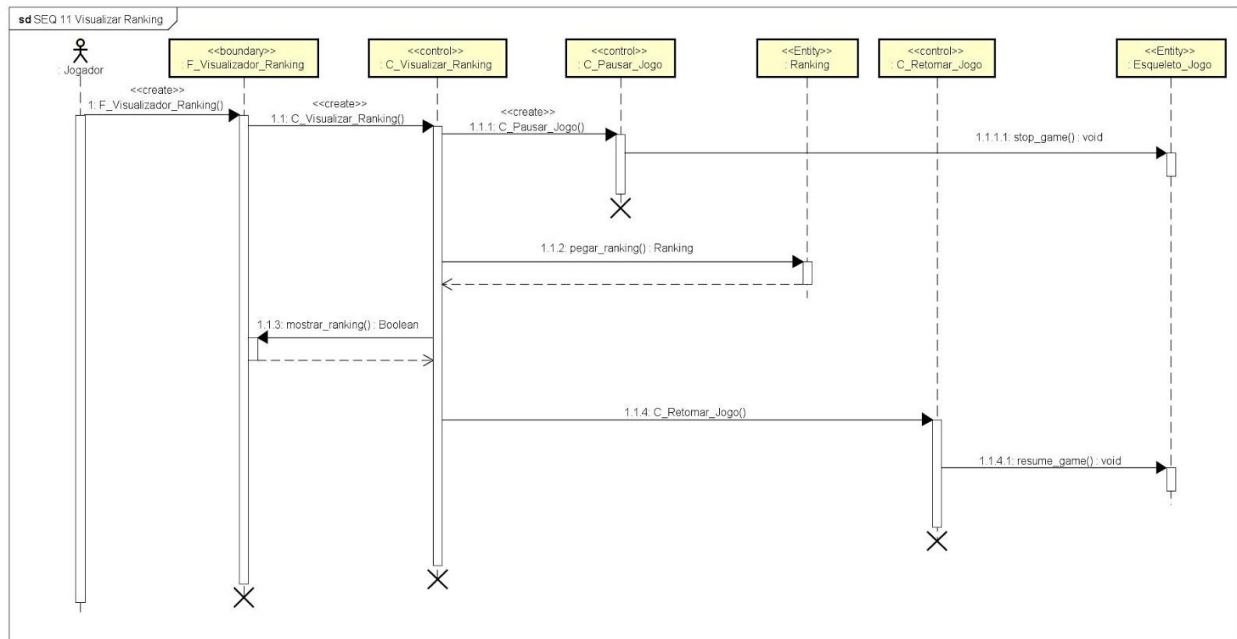 sd SEQ 11 Visualizar Ranking
: Jogador
<<boundary>>
: F_Visualizador_Ranking
<<control>>
: C_Visualizar_Ranking
<<control>>
: C_Pausar_Jogo
<<Entity>>
: Ranking
<<control>>
: C_Retomar_Jogo
<<Entity>>
: Esqueleto_Jogo
<<create>>
1: F_Visualizador_Ranking()
<<create>>
1.1: C_Visualizar_Ranking()
<<create>>
1.1.1: C_Pausar_Jogo()
1.1.1.1: stop_game() : void
1.1.2: pegar_ranking() : Ranking
1.1.3: mostrar_ranking() : Boolean
1.1.4: C_Retomar_Jogo()
1.1.4.1: resume_game() : void